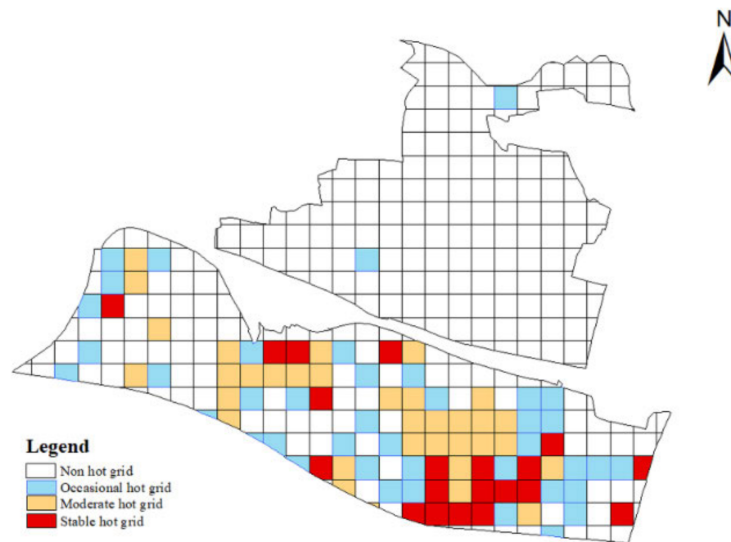 N
Legend
Non hot grid
Occasional hot grid
Moderate hot grid
Stable hot grid